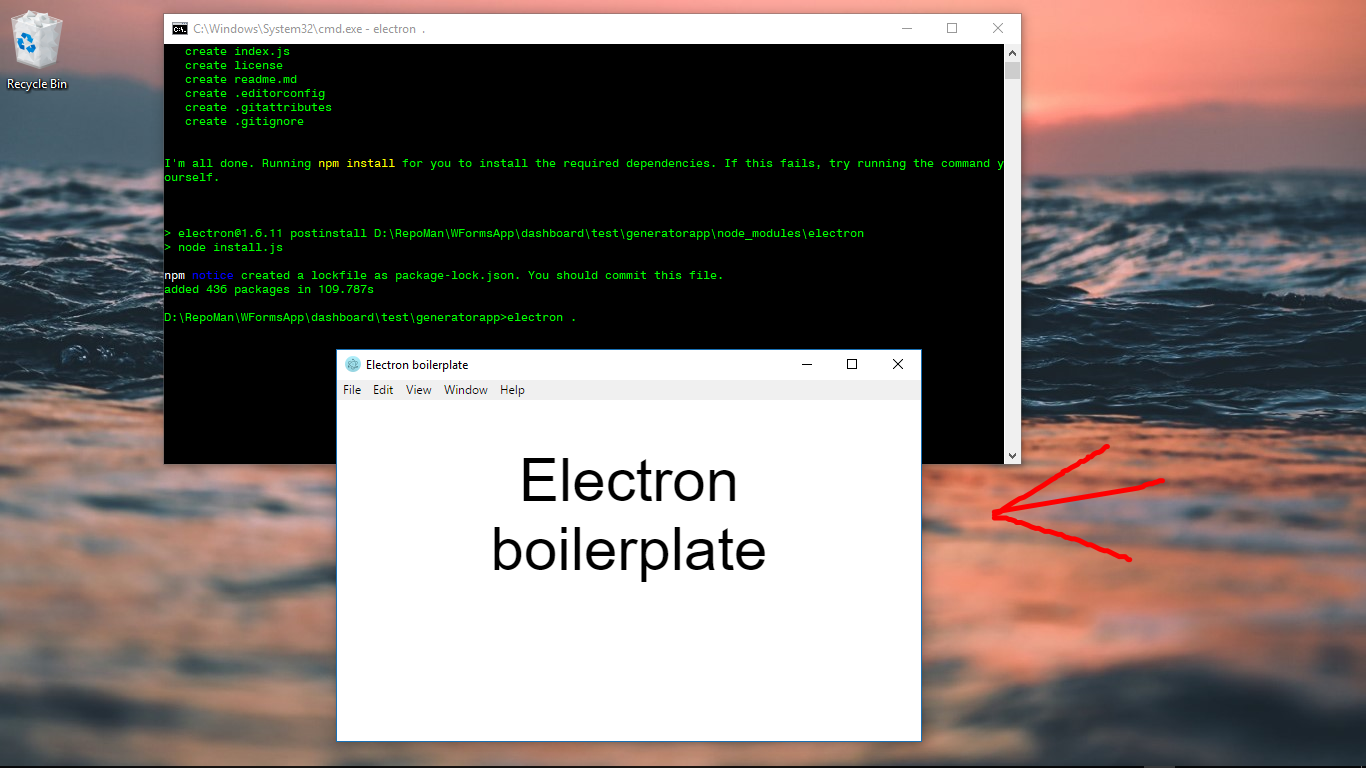 Recycle Bin
C:\Windows\System32\cmd.exe - electron  .
create index.js
create license
create readme.md
create .editorconfig
create .gitattributes
create .gitignore
I'm all done. Running npm install for you to install the required dependencies. If this fails, try running the command y
ourself.
> electron@1.6.11 postinstall D:\RepoMan\WFormsApp\dashboard\test\generatorapp\node_modules\electron
> node install.js
npm notice created a lockfile as package-lock.json. You should commit this file.
added 436 packages in 109.787s
D:\RepoMan\WFormsApp\dashboard\test\generatorapp>electron .
Electron boilerplate
File Edit View Window Help
Electron
boilerplate